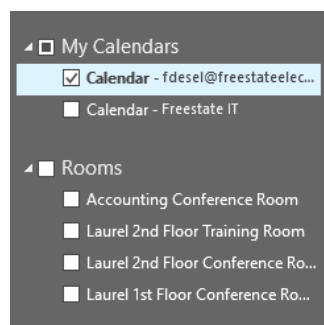 My Calendars
Calendar - fdesel@freestateelec...
Calendar - Freestate IT
Rooms
Accounting Conference Room
Laurel 2nd Floor Training Room
Laurel 2nd Floor Conference Ro...
Laurel 1st Floor Conference Ro...